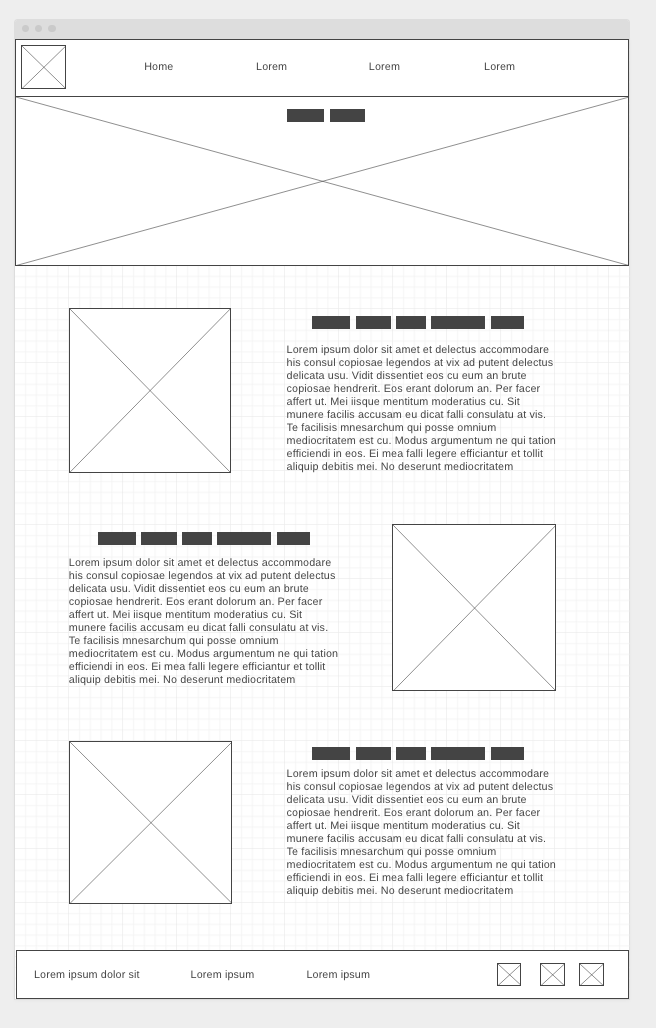 Home Lorem Lorem Lorem
Lorem ipsum dolor sit amet et delectus accommodare
his consul copiosae legendos at vix ad putent delectus
delicata usu. Vidit dissentiet eos cu eum an brute
copiosae hendrerit. Eos erant dolorum an. Per facer
affert ut. Mei iisque mentitum moderatius cu. Sit
munere facilis accusam eu dicat falli consulatu at vis.
Te facilisis mnesarchum qui posse omnium
mediocritatem est cu. Modus argumentum ne qui tation
efficiendi in eos. Ei mea falli legere efficiantur et tollit
aliquip debitis mei. No deserunt mediocritatem
Lorem ipsum dolor sit amet et delectus accommodare
his consul copiosae legendos at vix ad putent delectus
delicata usu. Vidit dissentiet eos cu eum an brute
copiosae hendrerit. Eos erant dolorum an. Per facer
affert ut. Mei iisque mentitum moderatius cu. Sit
munere facilis accusam eu dicat falli consulatu at vis.
Te facilisis mnesarchum qui posse omnium
mediocritatem est cu. Modus argumentum ne qui tation
efficiendi in eos. Ei mea falli legere efficiantur et tollit
aliquip debitis mei. No deserunt mediocritatem
Lorem ipsum dolor sit amet et delectus accommodare
his consul copiosae legendos at vix ad putent delectus
delicata usu. Vidit dissentiet eos cu eum an brute
copiosae hendrerit. Eos erant dolorum an. Per facer
affert ut. Mei iisque mentitum moderatius cu. Sit
munere facilis accusam eu dicat falli consulatu at vis.
Te facilisis mnesarchum qui posse omnium
mediocritatem est cu. Modus argumentum ne qui tation
efficiendi in eos. Ei mea falli legere efficiantur et tollit
aliquip debitis mei. No deserunt mediocritatem
Lorem ipsum dolor sit Lorem ipsum Lorem ipsum